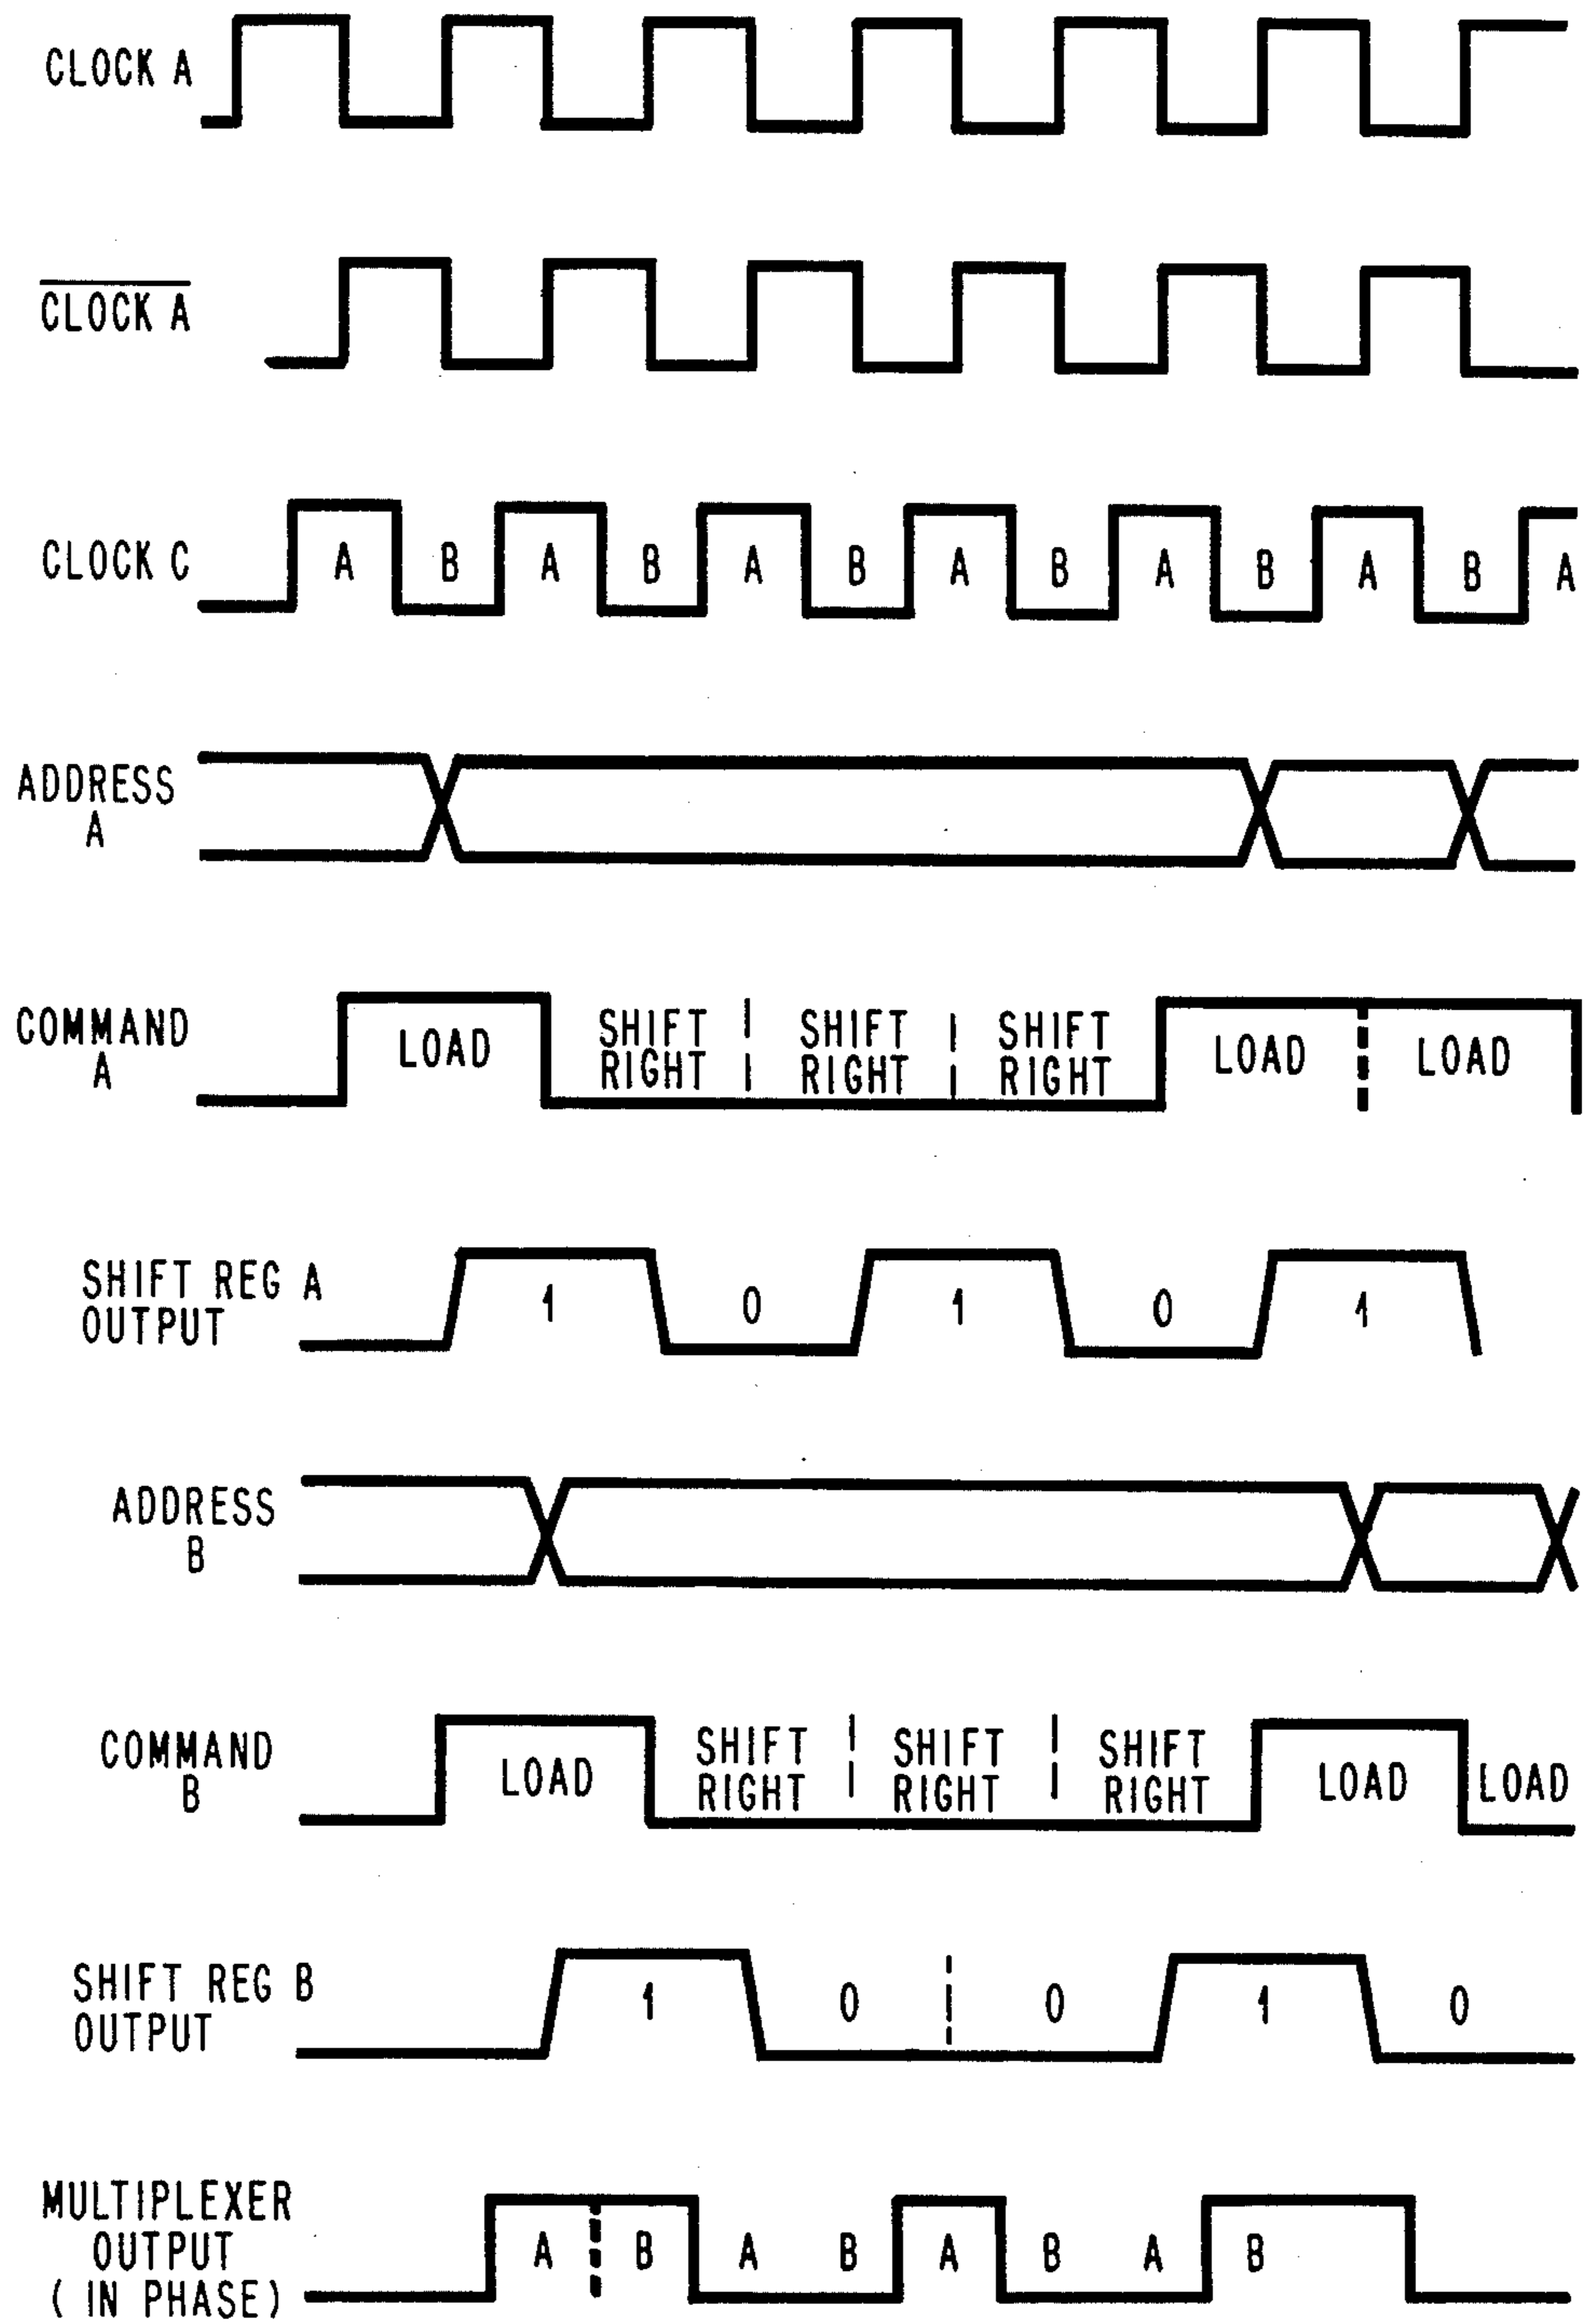 CLOCK A
CLOCK A
CLOCK C
A B A B A B A B A B A B A
ADDRESS
A
COMMAND
A
LOAD
SHIFT
RIGHT
SHIFT
RIGHT
SHIFT
RIGHT
LOAD
LOAD
SHIFT REG A
OUTPUT
1 0 1 0 1
ADDRESS
B
COMMAND
B
LOAD
SHIFT
RIGHT
SHIFT
RIGHT
SHIFT
RIGHT
LOAD
LOAD
SHIFT REG B
OUTPUT
1 0 0 1 0
MULTIPLEXER
OUTPUT
( IN PHASE)
A B A B A B A B